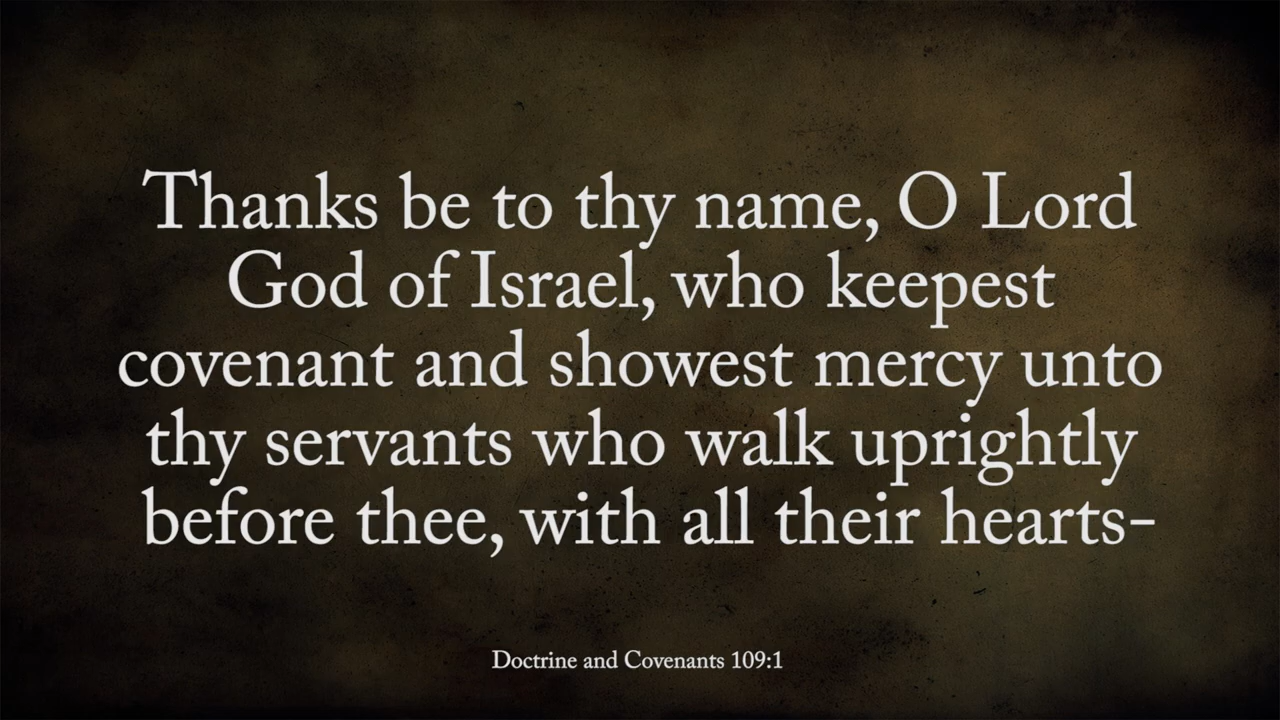 Thanks be to thy name, O Lord
God of Israel, who keepest
covenant and showest mercy unto
thy servants who walk uprightly
before thee, with all their hearts-
Doctrine and Covenants 109:1